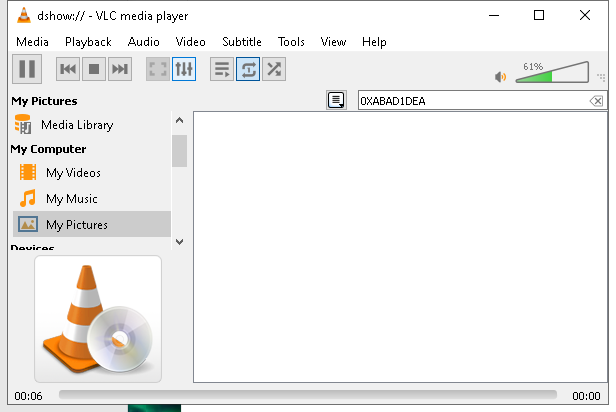 dshow:// - VLC media player
Media Playback Audio Video Subtitle Tools View Help
61%
My Pictures
0XABAD1DEA
Media Library
My Computer
My Videos
My Music
My Pictures
Devices
00:06 00:00